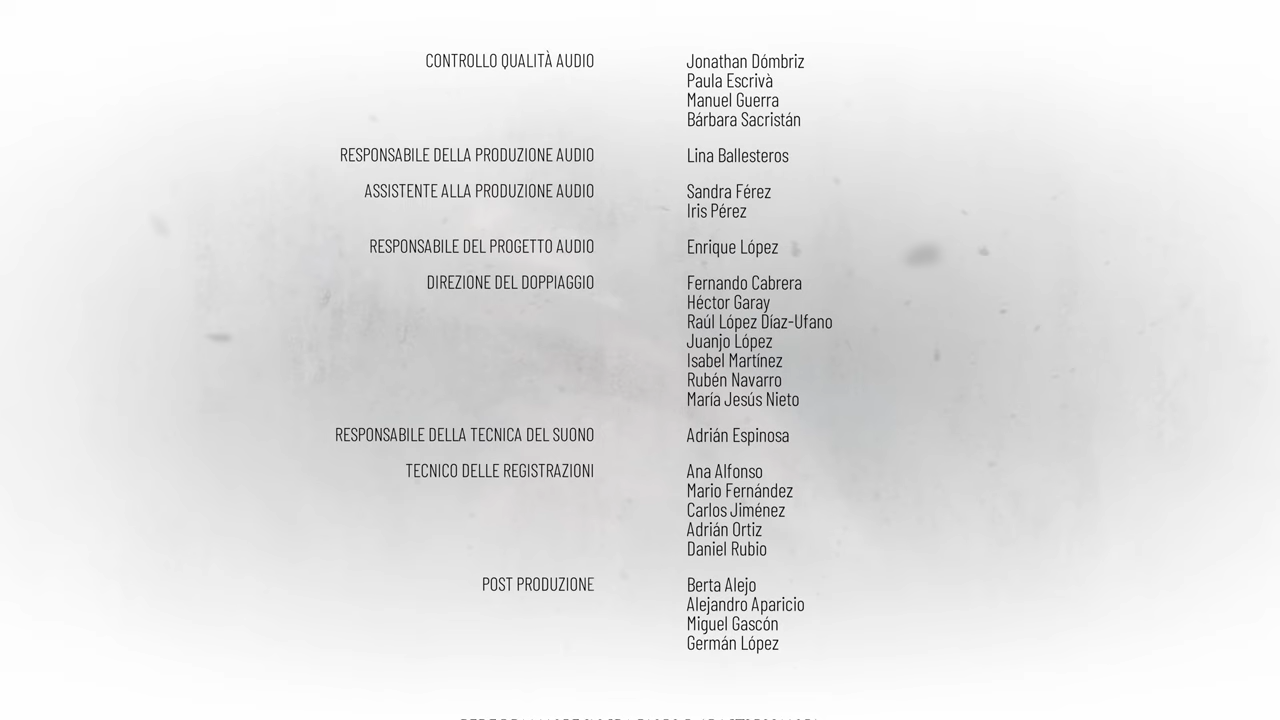 CONTROLLO QUALITÀ AUDIO Jonathan Dómbriz
Paula Escrivà
Manuel Guerra
Bárbara Sacristán
RESPONSABILE DELLA PRODUZIONE AUDIO Lina Ballesteros
ASSISTENTE ALLA PRODUZIONE AUDIO Sandra Férez
Iris Pérez
RESPONSABILE DEL PROGETTO AUDIO Enrique López
DIREZIONE DEL DOPPIAGGIO Fernando Cabrera
Héctor Garay
Raúl López Díaz-Ufano
Juanjo López
Isabel Martínez
Rubén Navarro
María Jesús Nieto
RESPONSABILE DELLA TECNICA DEL SUONO Adrián Espinosa
TECNICO DELLE REGISTRAZIONI Ana Alfonso
Mario Fernández
Carlos Jiménez
Adrián Ortiz
Daniel Rubio
POST PRODUZIONE Berta Alejo
Alejandro Aparicio
Miguel Gascón
Germán López